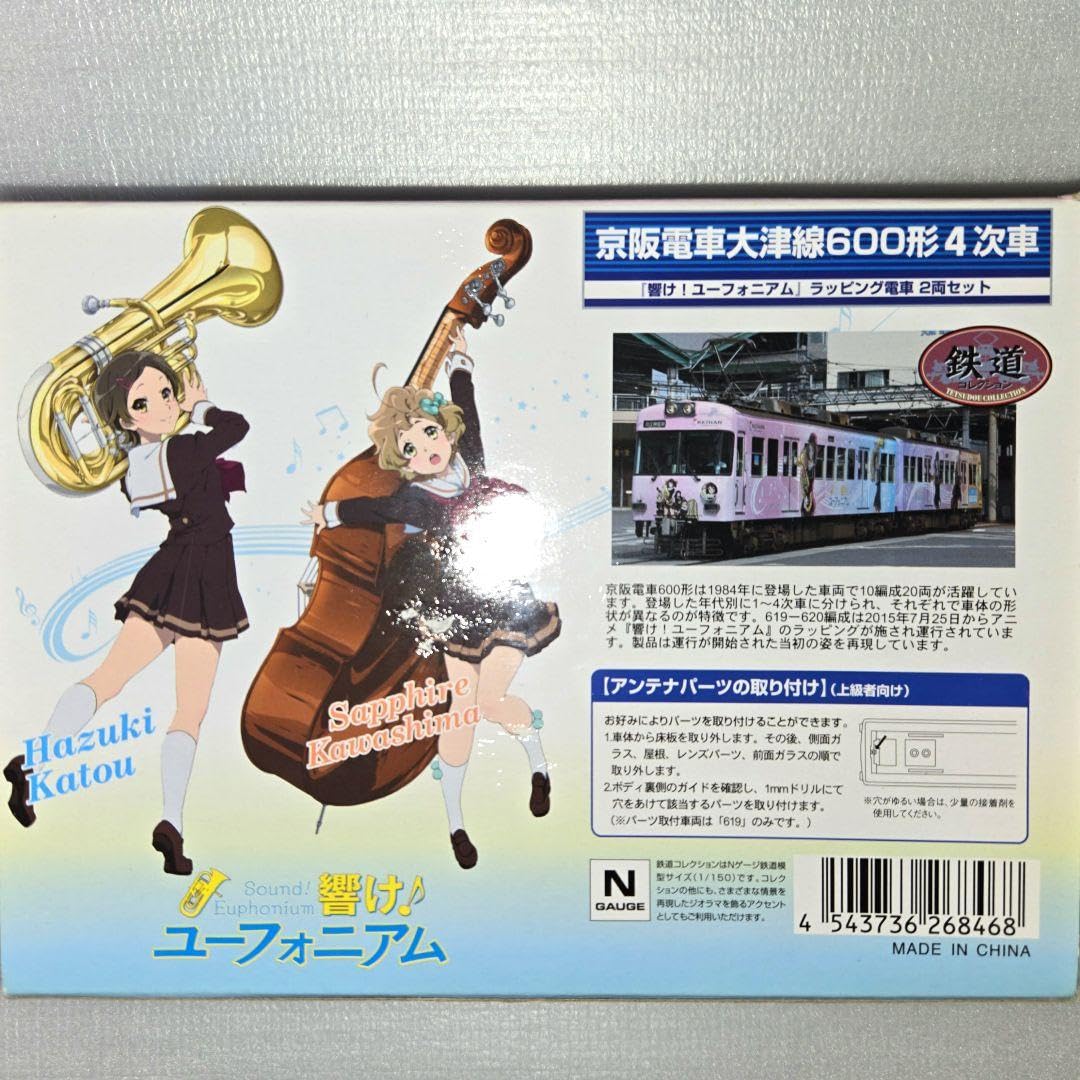 Hazuki
Katou
Sapphire
Kawashima
Sound!
Euphonium
響け♪
ユーフォニアム
京阪電車大津線600形4次車
『響け！ユーフォニアム』ラッピング電車 2両セット
鉄道
コレクション
TETSUDOU COLLECTION
KEIHAN
京阪電車600形は1984年に登場した車両で10編成20両が活躍してい
ます。登場した年代別に1〜4次車に分けられ、それぞれで車体の形
状が異なるのが特徴です。619ー620編成は2015年7月25日からアニ
メ『響け！ユーフォニアム』のラッピングが施され運行されていま
す。製品は運行が開始された当初の姿を再現しています。
【アンテナパーツの取り付け】(上級者向け)
お好みによりパーツを取り付けることができます。
1.車体から床板を取り外します。その後、側面ガ
ラス、屋根、レンズパーツ、前面ガラスの順で
取り外します。
2.ボディ裏側のガイドを確認し、1mmドリルにて
穴をあけて該当するパーツを取り付けます。
(※パーツ取付車両は「619」のみです。)
※穴がゆるい場合は、少量の接着剤を
使用してください。
N
GAUGE
鉄道コレクションはNゲージ鉄道模
型サイズ(1/150)です。コレク
ションの他にも、さまざまな情景を
再現したジオラマを飾るアクセント
としてもご利用いただけます。
4 543736 268468
MADE IN CHINA